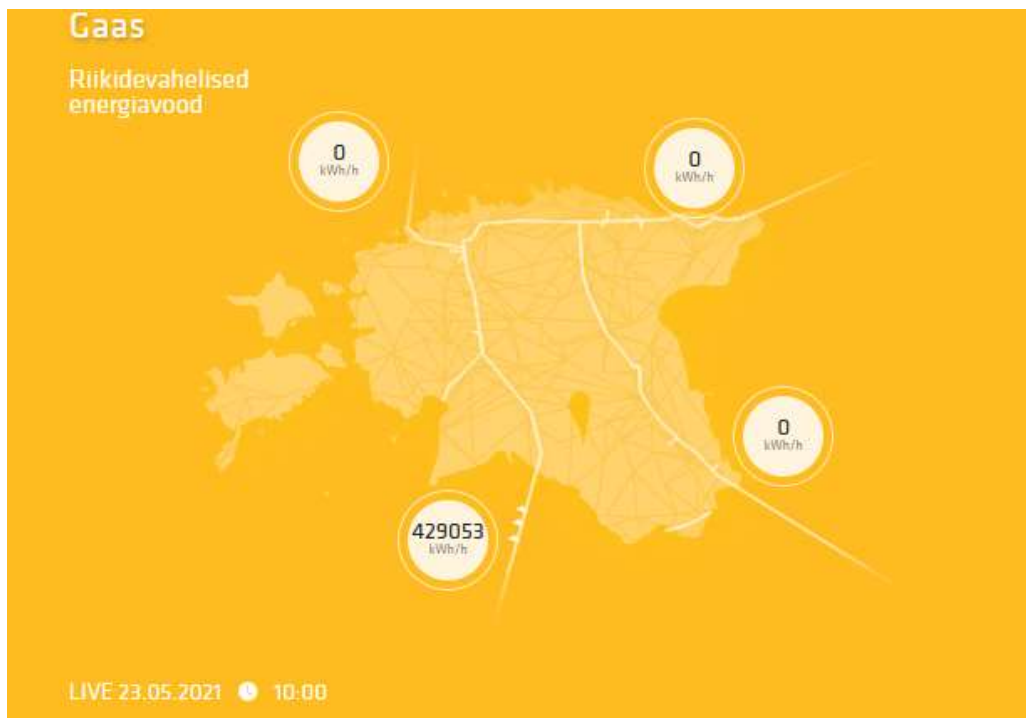 Gaas
Riikidevahelised
energiavood
0
kWh/h
0
kWh/h
0
kWh/h
429053
kWh/h
LIVE 23.05.2021 10:00